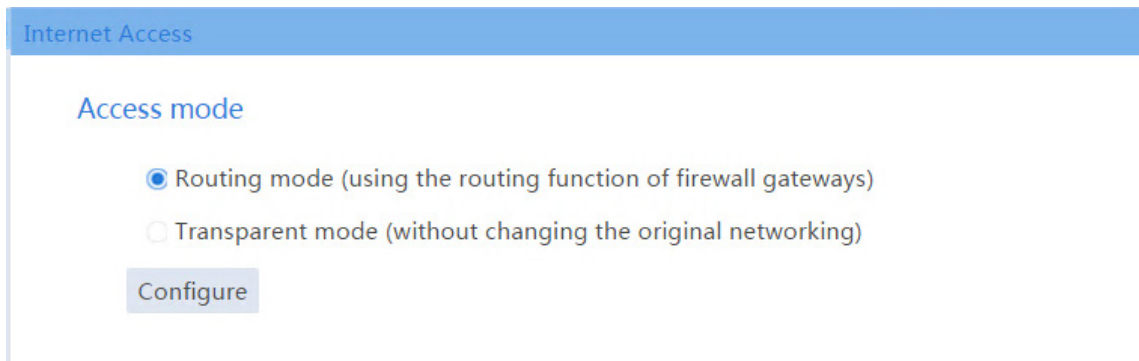 Internet Access
Access mode
Routing mode (using the routing function of firewall gateways)
Transparent mode (without changing the original networking)
Configure